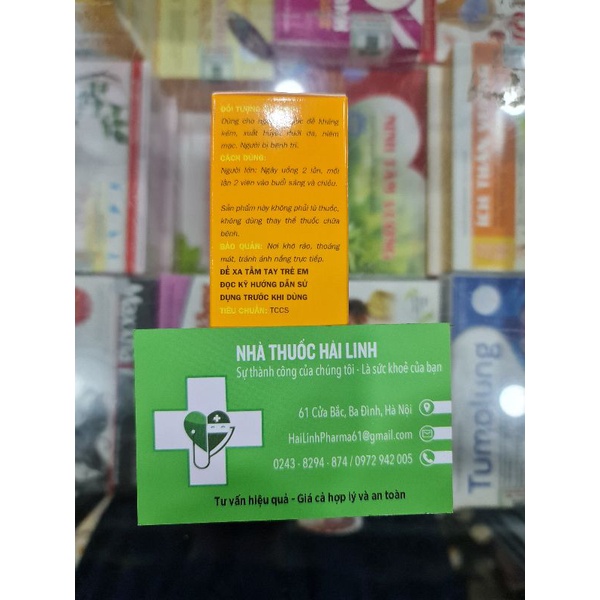 ĐỐI TƯỢNG
Dùng cho đề kháng
kém, xuất huyết dưới da, niêm
mạc. Người bị bệnh trĩ.
CÁCH DÙNG:
Người lớn: Ngày uống 2 lần, mỗi
lần 2 viên vào buổi sáng và chiều.
Sản phẩm này không phải là thuốc,
không dùng thay thế thuốc chữa
bệnh.
BẢO QUẢN: Nơi khô ráo, thoáng
mát, tránh ánh nắng trực tiếp.
ĐỂ XA TẦM TAY TRẺ EM
ĐỌC KỸ HƯỚNG DẪN SỬ
DỤNG TRƯỚC KHI DÙNG
TIÊU CHUẨN: TCCS
NHÀ THUỐC HẢI LINH
Sự thành công của chúng tôi - Là sức khoẻ của bạn
61 Cửa Bắc, Ba Đình, Hà Nội
HaiLinhPharma61@gmail.com
0243 - 8294 - 874 / 0972 942 005
Tư vấn hiệu quả - Giá cả hợp lý và an toàn
Tumolung
ÍCH THẬN